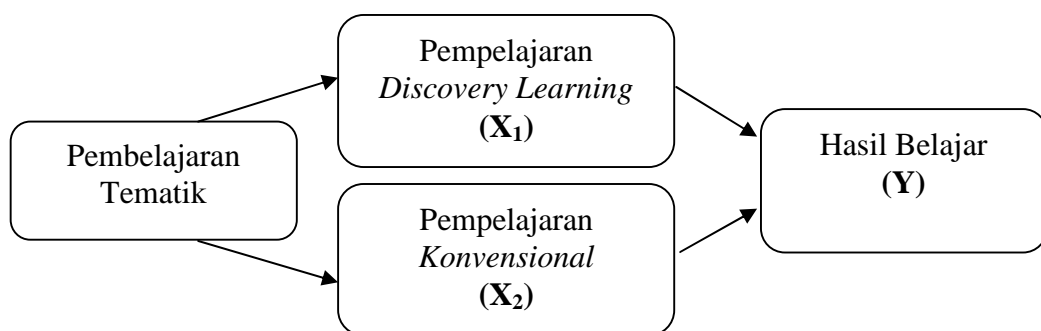 Pembelajaran
Tematik
Pempelajaran
Discovery Learning
(X₁)
Pempelajaran
Konvensional
(X₂)
Hasil Belajar
(Y)